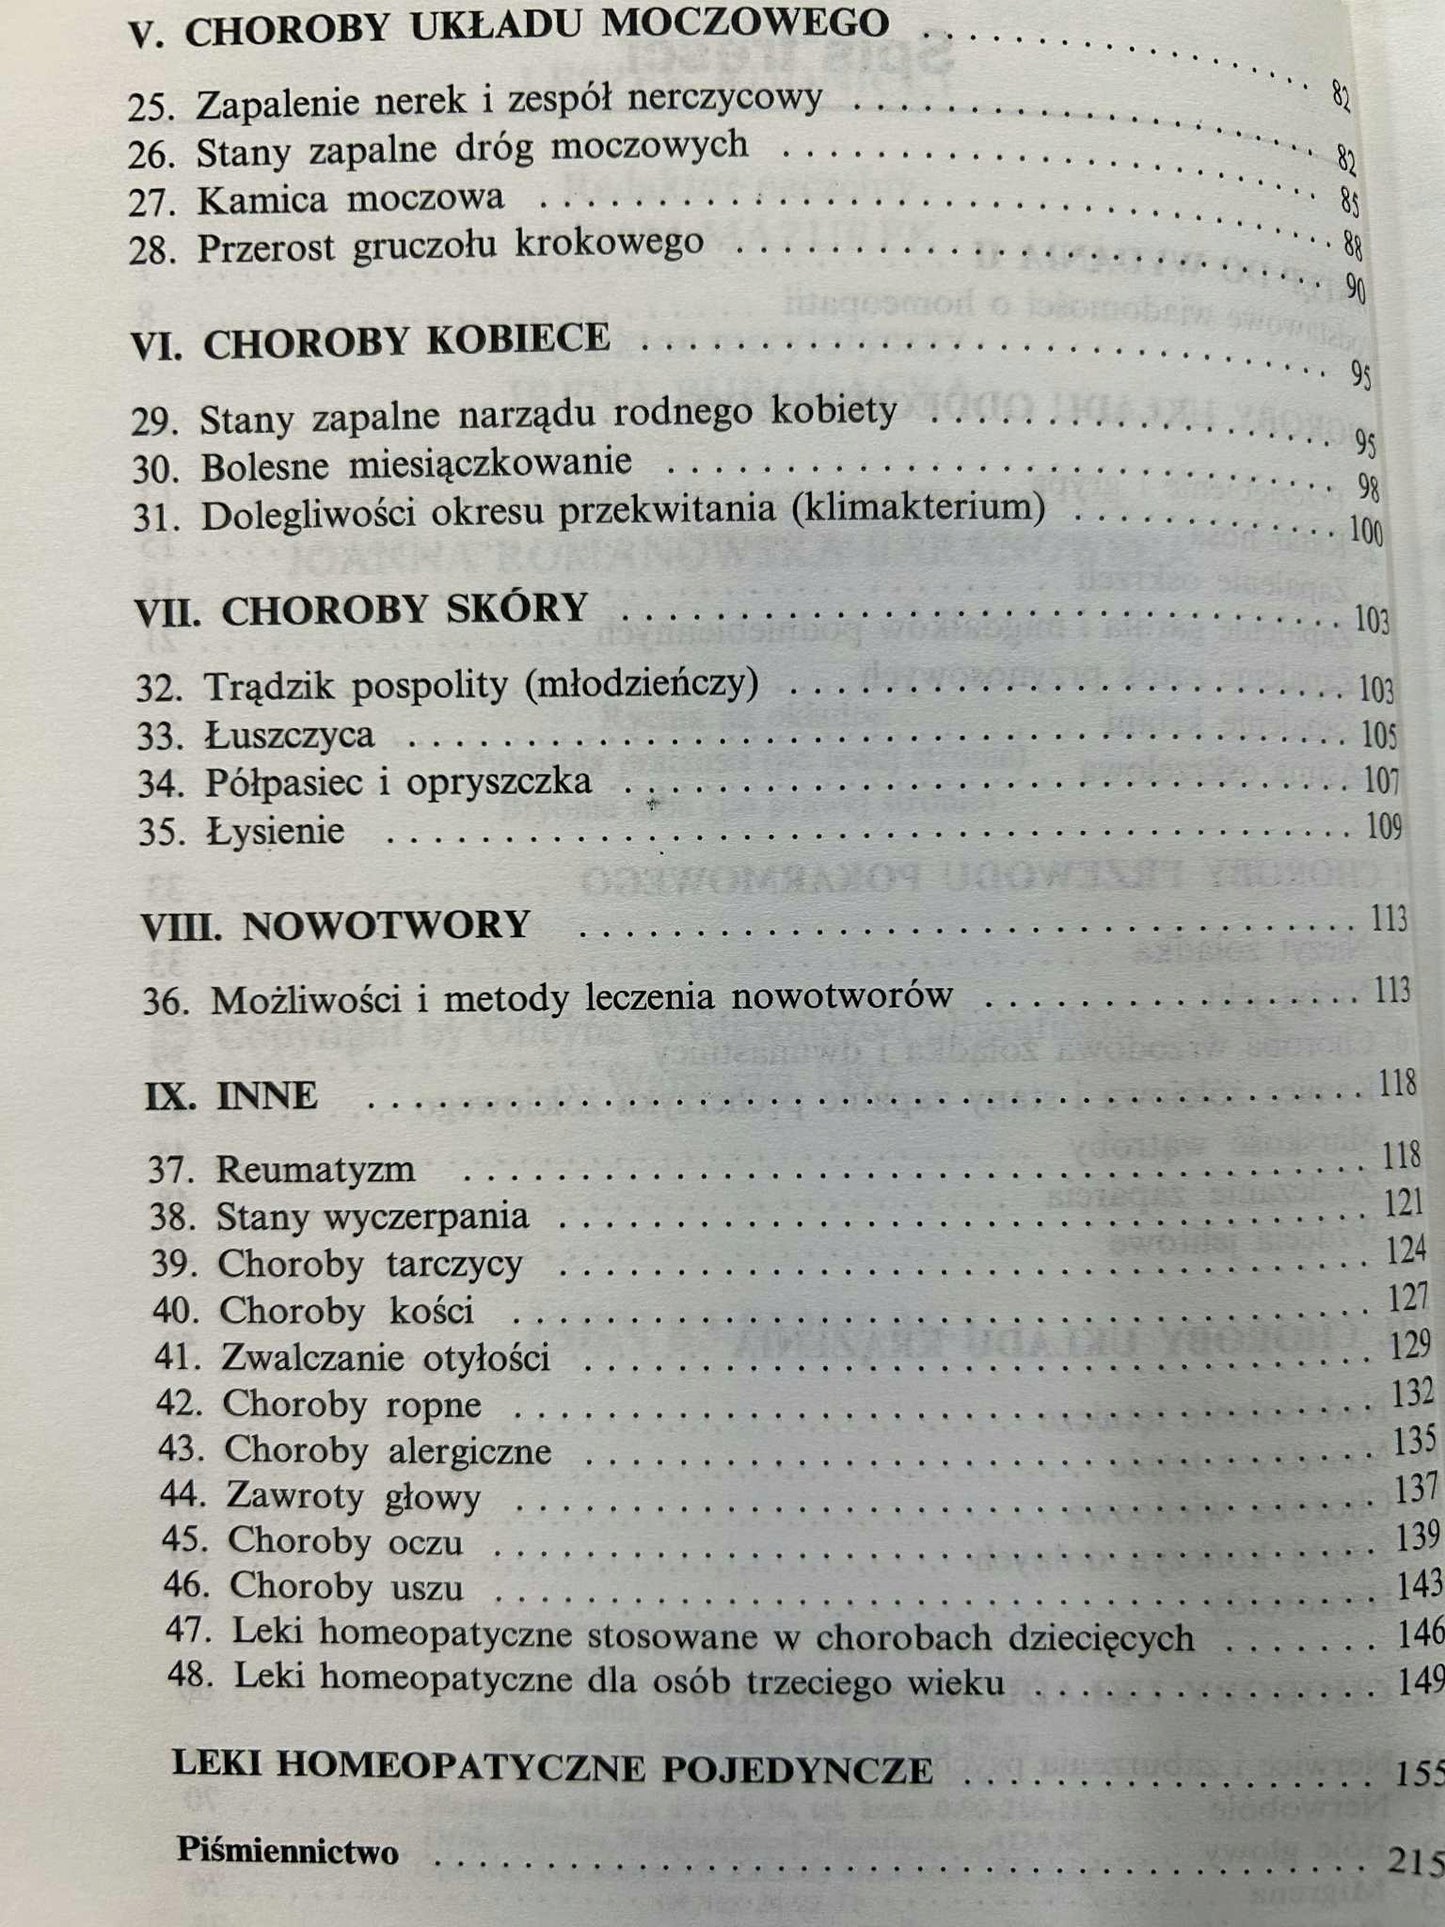 V. CHOROBY UKŁADU MOCZOWEGO . . . . . . . . . . . . . . 82
25. Zapalenie nerek i zespół nerczycowy . . . . . . . . . . . . . . 82
26. Stany zapalne dróg moczowych . . . . . . . . . . . . . . 85
27. Kamica moczowa . . . . . . . . . . . . . . 88
28. Przerost gruczołu krokowego . . . . . . . . . . . . . . 90
VI. CHOROBY KOBIECE . . . . . . . . . . . . . . 95
29. Stany zapalne narządu rodnego kobiety . . . . . . . . . . . . . . 95
30. Bolesne miesiączkowanie . . . . . . . . . . . . . . 98
31. Dolegliwości okresu przekwitania (klimakterium) . . . . . . . . . . . . 100
VII. CHOROBY SKÓRY . . . . . . . . . . . . . . 103
32. Trądzik pospolity (młodzieńczy) . . . . . . . . . . . . . . 103
33. Łuszczyca . . . . . . . . . . . . . . 105
34. Półpasiec i opryszczka . . . . . . . . . . . . . . 107
35. Łysienie . . . . . . . . . . . . . . 109
VIII. NOWOTWORY . . . . . . . . . . . . . . 113
36. Możliwości i metody leczenia nowotworów . . . . . . . . . . . . . . 113
IX. INNE . . . . . . . . . . . . . . 118
37. Reumatyzm . . . . . . . . . . . . . . 118
38. Stany wyczerpania . . . . . . . . . . . . . . 121
39. Choroby tarczycy . . . . . . . . . . . . . . 124
40. Choroby kości . . . . . . . . . . . . . . 127
41. Zwalczanie otyłości . . . . . . . . . . . . . . 129
42. Choroby ropne . . . . . . . . . . . . . . 132
43. Choroby alergiczne . . . . . . . . . . . . . . 135
44. Zawroty głowy . . . . . . . . . . . . . . 137
45. Choroby oczu . . . . . . . . . . . . . . 139
46. Choroby uszu . . . . . . . . . . . . . . 143
47. Leki homeopatyczne stosowane w chorobach dziecięcych . . . . . . . 146
48. Leki homeopatyczne dla osób trzeciego wieku . . . . . . . . . . . . . . 149
LEKI HOMEOPATYCZNE POJEDYNCZE . . . . . . . . . . . . . . 155
Piśmiennictwo . . . . . . . . . . . . . . 215